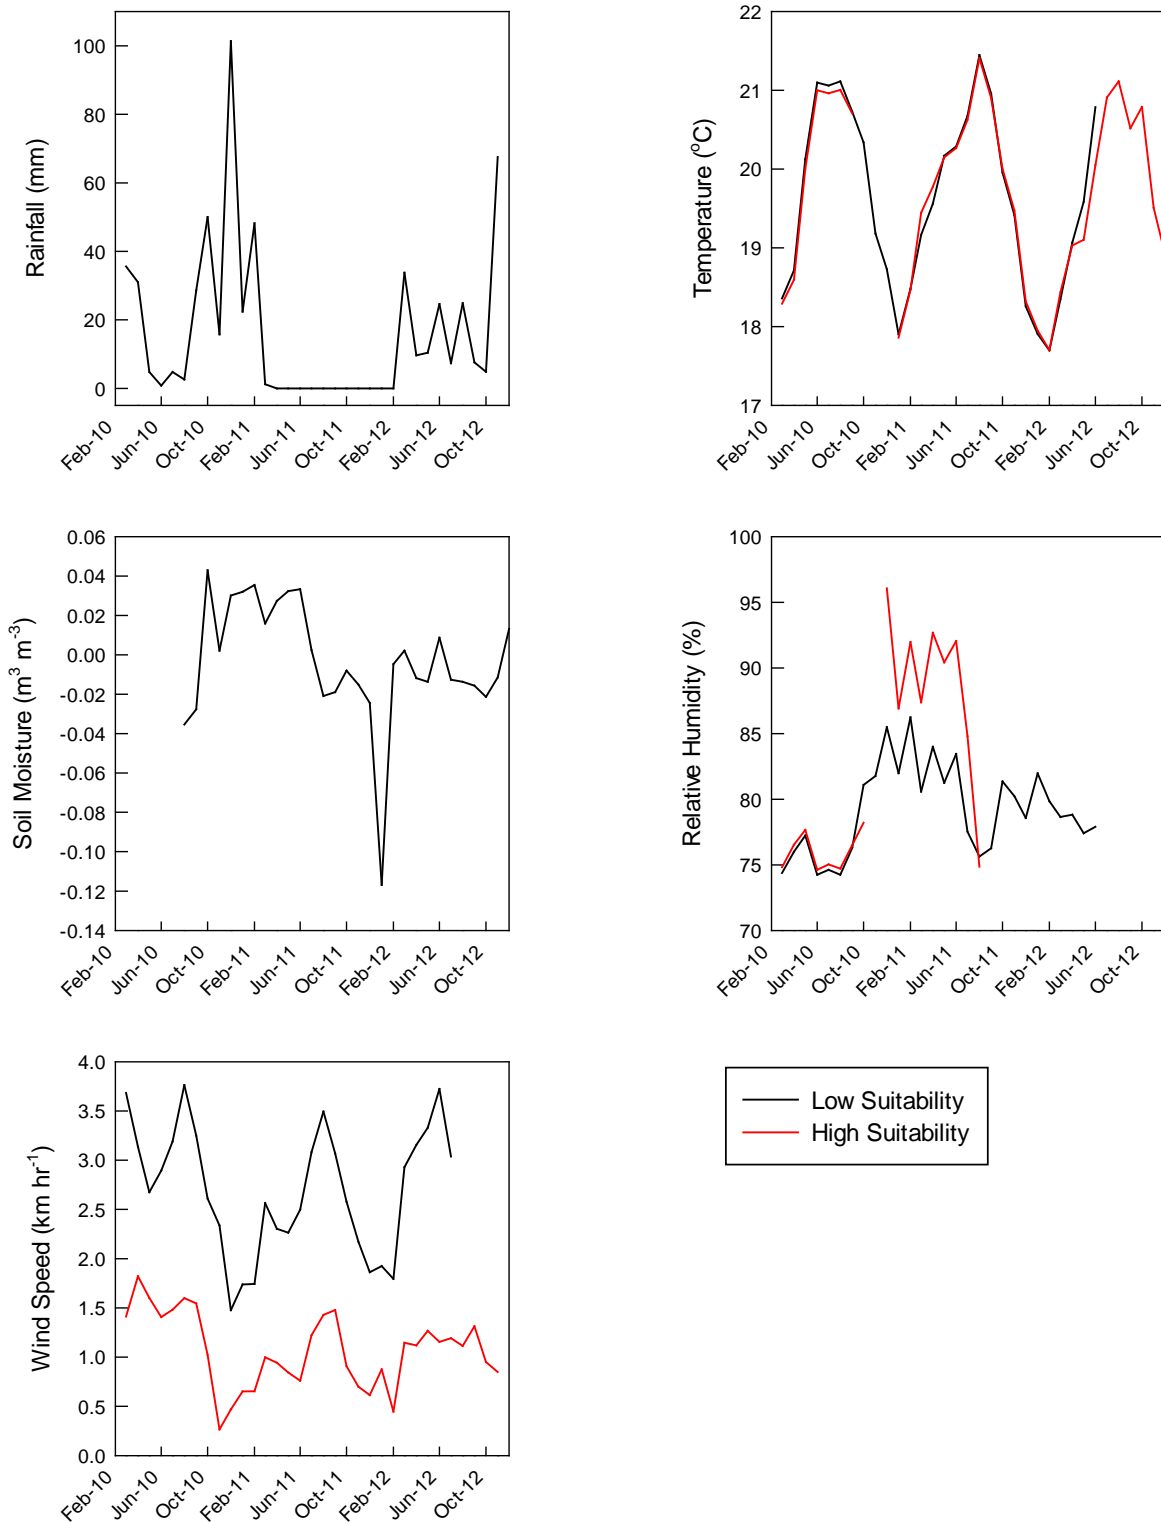 Rainfall (mm)
100
80
60
40
20
0
Feb-10
Jun-10
Oct-10
Feb-11
Jun-11
Oct-11
Feb-12
Jun-12
Oct-12
Temperature (°C)
22
21
20
19
18
17
Feb-10
Jun-10
Oct-10
Feb-11
Jun-11
Oct-11
Feb-12
Jun-12
Oct-12
Soil Moisture (m³ m⁻³)
0.06
0.04
0.02
0.00
-0.02
-0.04
-0.06
-0.08
-0.10
-0.12
-0.14
Feb-10
Jun-10
Oct-10
Feb-11
Jun-11
Oct-11
Feb-12
Jun-12
Oct-12
Relative Humidity (%)
100
95
90
85
80
75
70
Feb-10
Jun-10
Oct-10
Feb-11
Jun-11
Oct-11
Feb-12
Jun-12
Oct-12
Wind Speed (km hr⁻¹)
4.0
3.5
3.0
2.5
2.0
1.5
1.0
0.5
0.0
Feb-10
Jun-10
Oct-10
Feb-11
Jun-11
Oct-11
Feb-12
Jun-12
Oct-12
Low Suitability
High Suitability